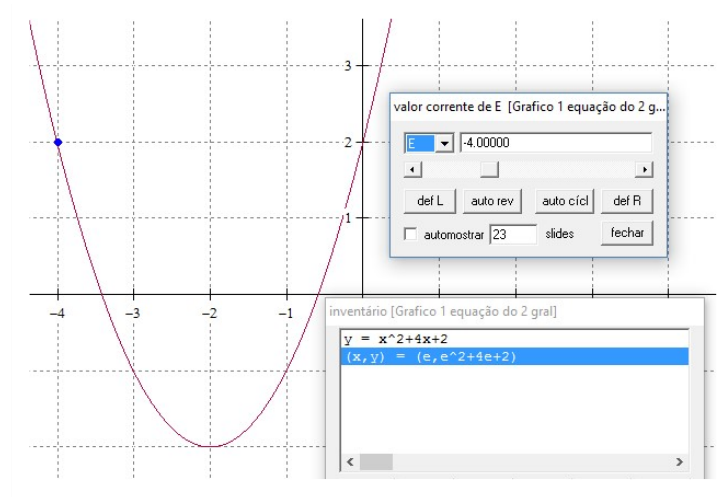 3
2
1
−4
−3
−2
−1
valor corrente de E [Grafico 1 equação do 2 g...
E -4.00000
def L auto rev auto cícl def R
automostrar 23 slides fechar
inventário [Grafico 1 equação do 2 gral]
y = x^2+4x+2
(x,y) = (e,e^2+4e+2)